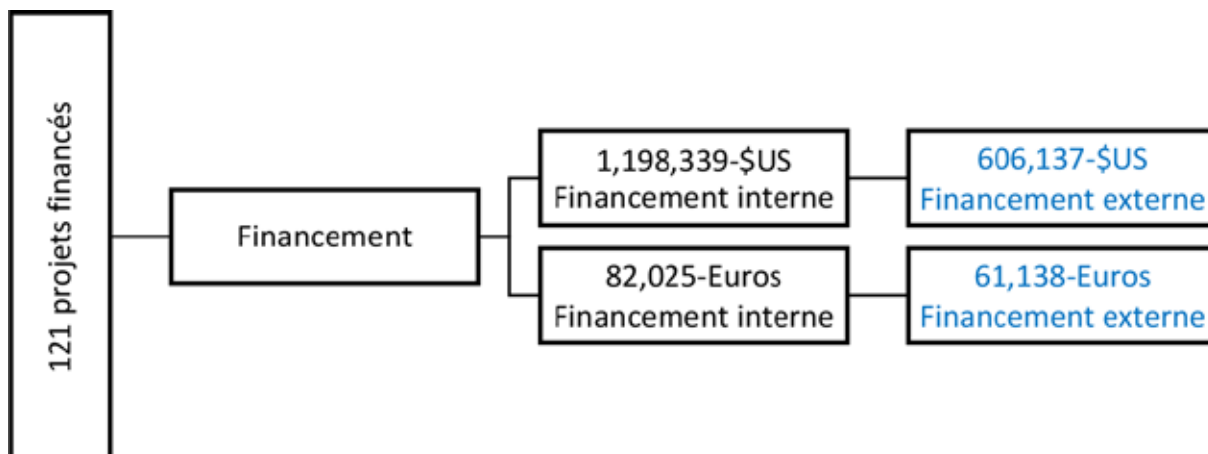 121 projets financés
Financement
1,198,339-$US
Financement interne
606,137-$US
Financement externe
82,025-Euros
Financement interne
61,138-Euros
Financement externe